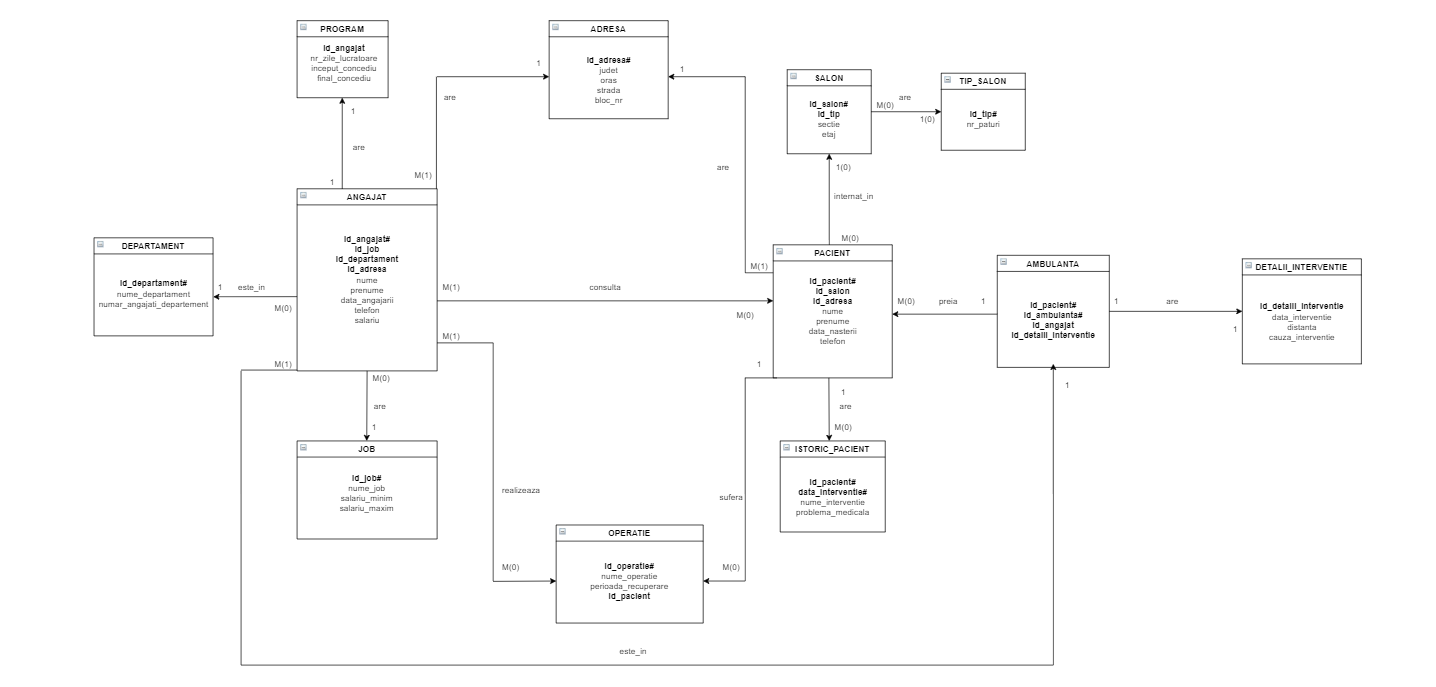 PROGRAM
id_angajat
nr_zile_lucratoare
inceput_concediu
final_concediu
ADRESA
id_adresa#
judet
oras
strada
bloc_nr
SALON
id_salon#
id_tip
sectie
etaj
TIP_SALON
id_tip#
nr_paturi
1
1
are
M(0)
are
1(0)
1
are
1
M(1)
are
1(0)
internat_in
M(0)
ANGAJAT
id_angajat#
id_job
id_departament
id_adresa
nume
prenume
data_angajarii
telefon
salariu
DEPARTAMENT
id_departament#
nume_departament
numar_angajati_departement
1
este_in
M(0)
M(1)
consulta
M(0)
M(1)
PACIENT
id_pacient#
id_salon
id_adresa
nume
prenume
data_nasterii
telefon
M(0)
preia
1
AMBULANTA
id_pacient#
id_ambulanta#
id_angajat
id_detalii_interventie
1
are
1
DETALII_INTERVENTIE
id_detalii_interventie
data_interventie
distanta
cauza_interventie
M(1)
M(1)
M(0)
are
1
1
1
are
M(0)
1
JOB
id_job#
nume_job
salariu_minim
salariu_maxim
ISTORIC_PACIENT
id_pacient#
data_interventie#
nume_interventie
problema_medicala
realizeaza
sufera
OPERATIE
id_operatie#
nume_operatie
perioada_recuperare
id_pacient
M(0)
M(0)
este_in